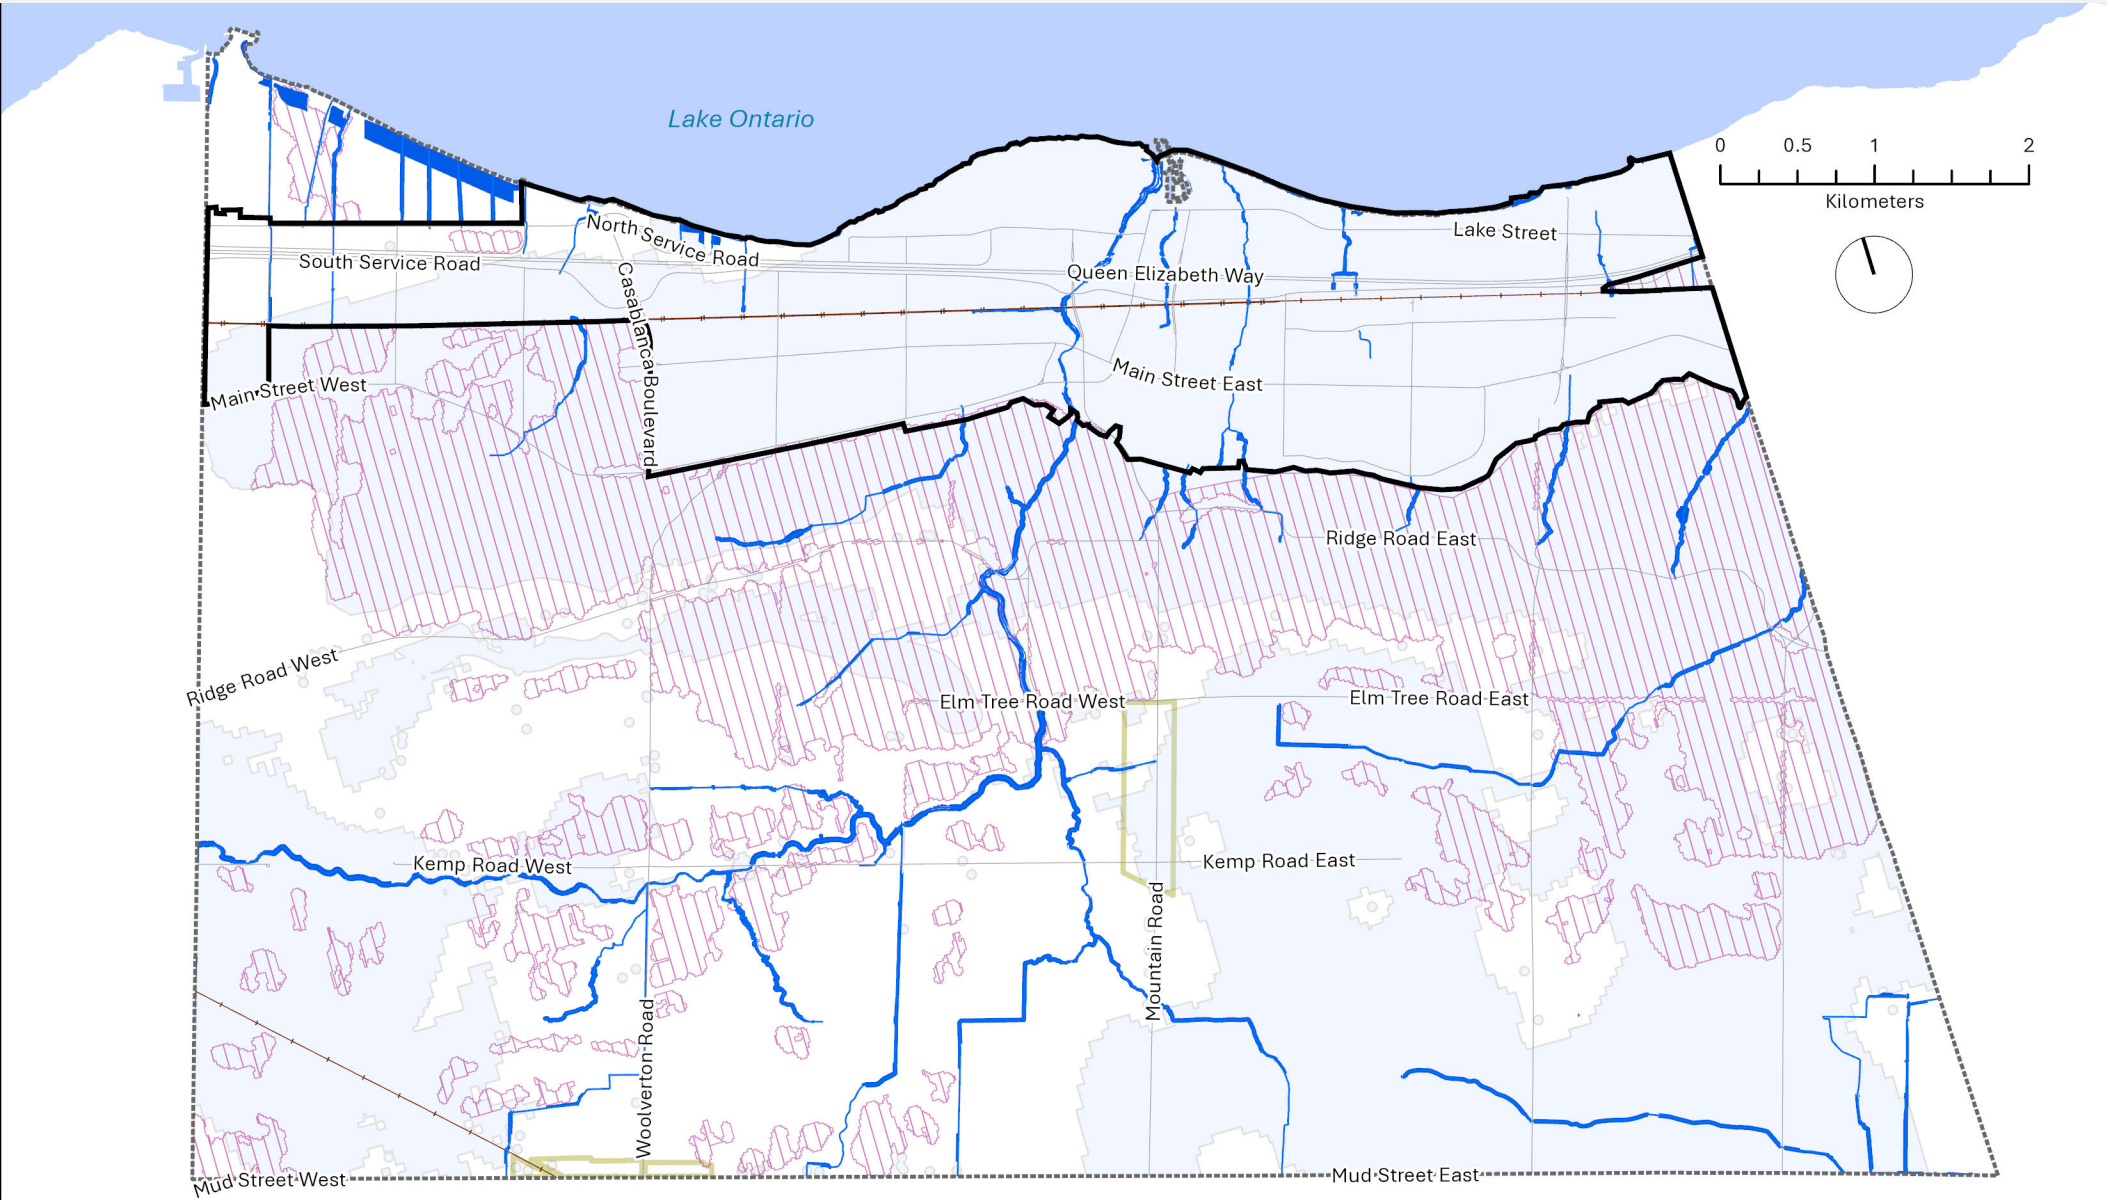 Lake Ontario
0 0.5 1 2
Kilometers
North Service Road
Lake Street
South Service Road
Queen Elizabeth Way
Casablanca Boulevard
Main Street West
Main Street East
Ridge Road East
Ridge Road West
Elm Tree Road West
Elm Tree Road East
Kemp Road West
Kemp Road East
Mountain Road
Woolverton Road
Mud Street West
Mud Street East